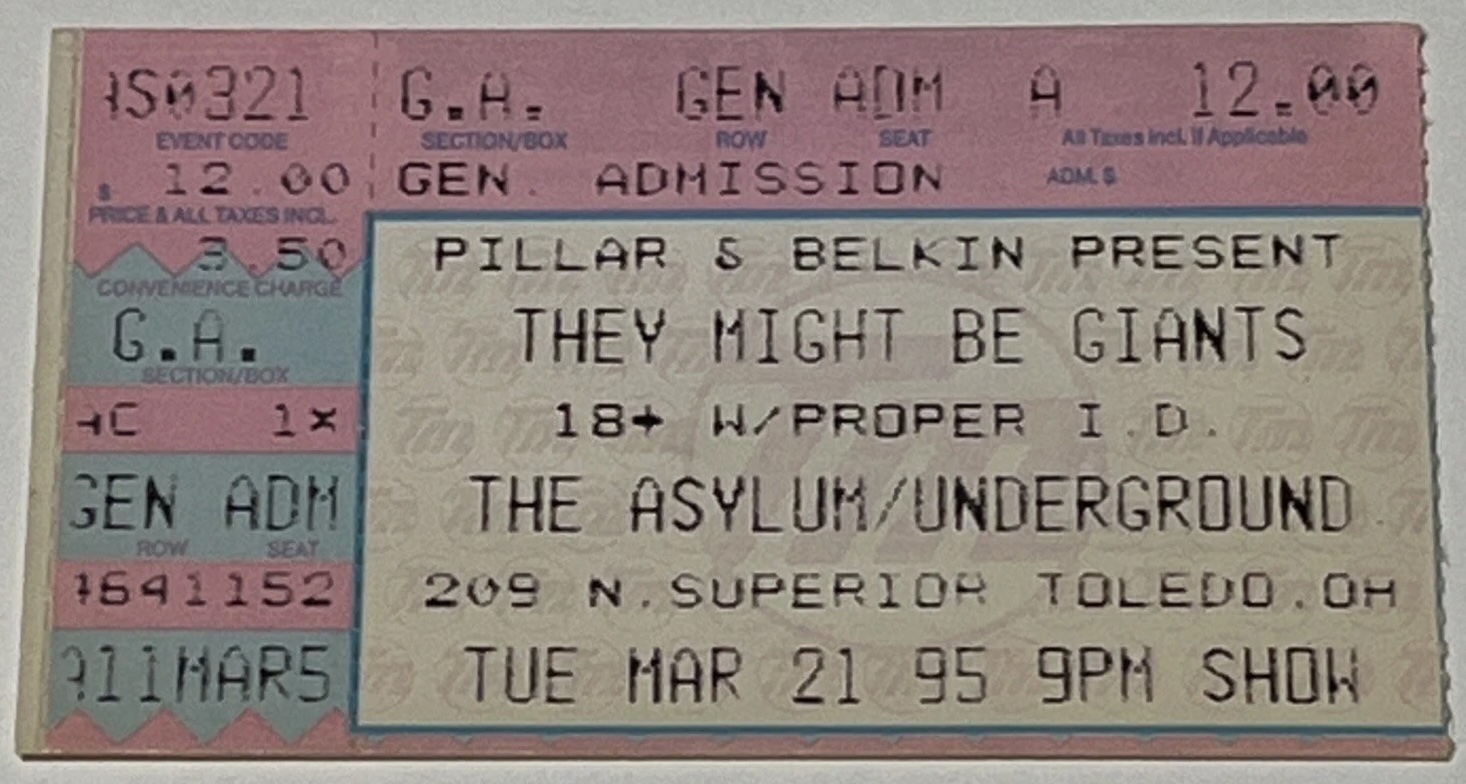 AS0321 G.A. GEN ADM A 12.00
EVENT CODE SECTION/BOX ROW SEAT All Taxes Incl. If Applicable
$ 12.00 GEN. ADMISSION ADM. $
PRICE & ALL TAXES INCL.
3.50
CONVENIENCE CHARGE
G.A.
SECTION/BOX
AC 1X
GEN ADM
ROW SEAT
641152
11MAR5
PILLAR & BELKIN PRESENT
THEY MIGHT BE GIANTS
18+ W/PROPER I.D.
THE ASYLUM/UNDERGROUND
209 N.SUPERIOR TOLEDO.OH
TUE MAR 21 95 9PM SHOW